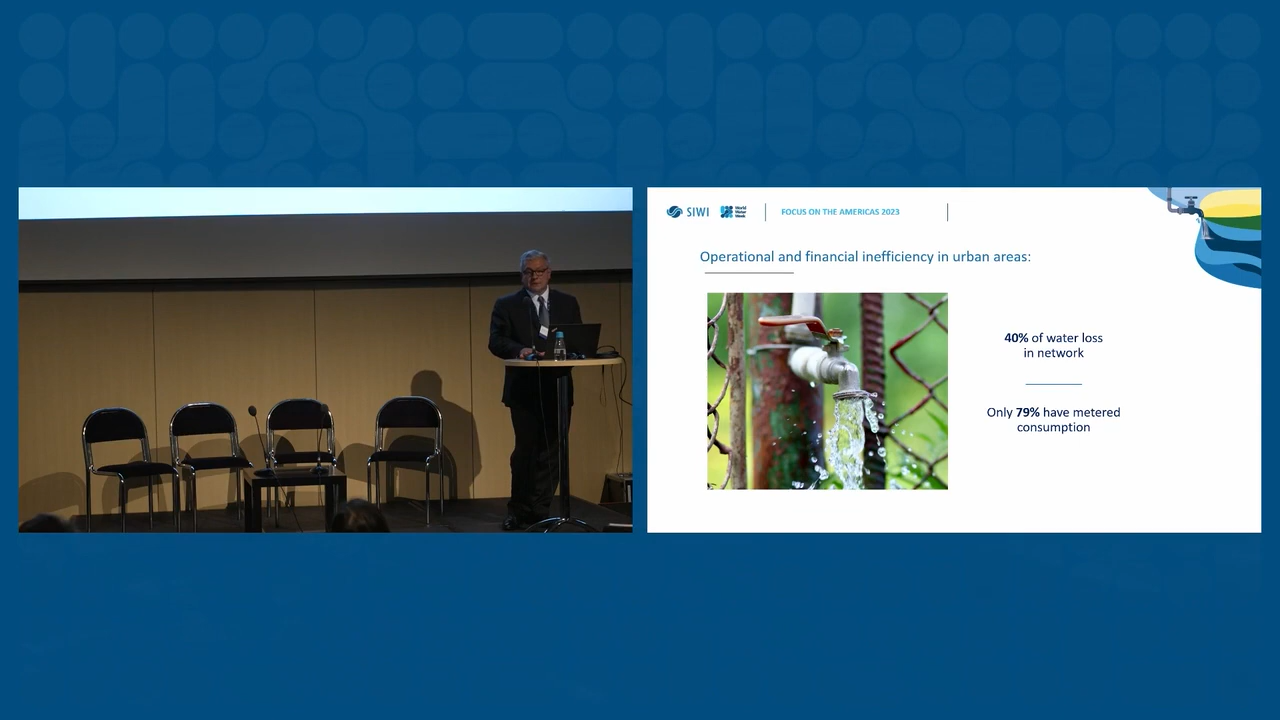 SIWI
World
Water
Week
FOCUS ON THE AMERICAS 2023
Operational and financial inefficiency in urban areas:
40% of water loss
in network
Only 79% have metered
consumption